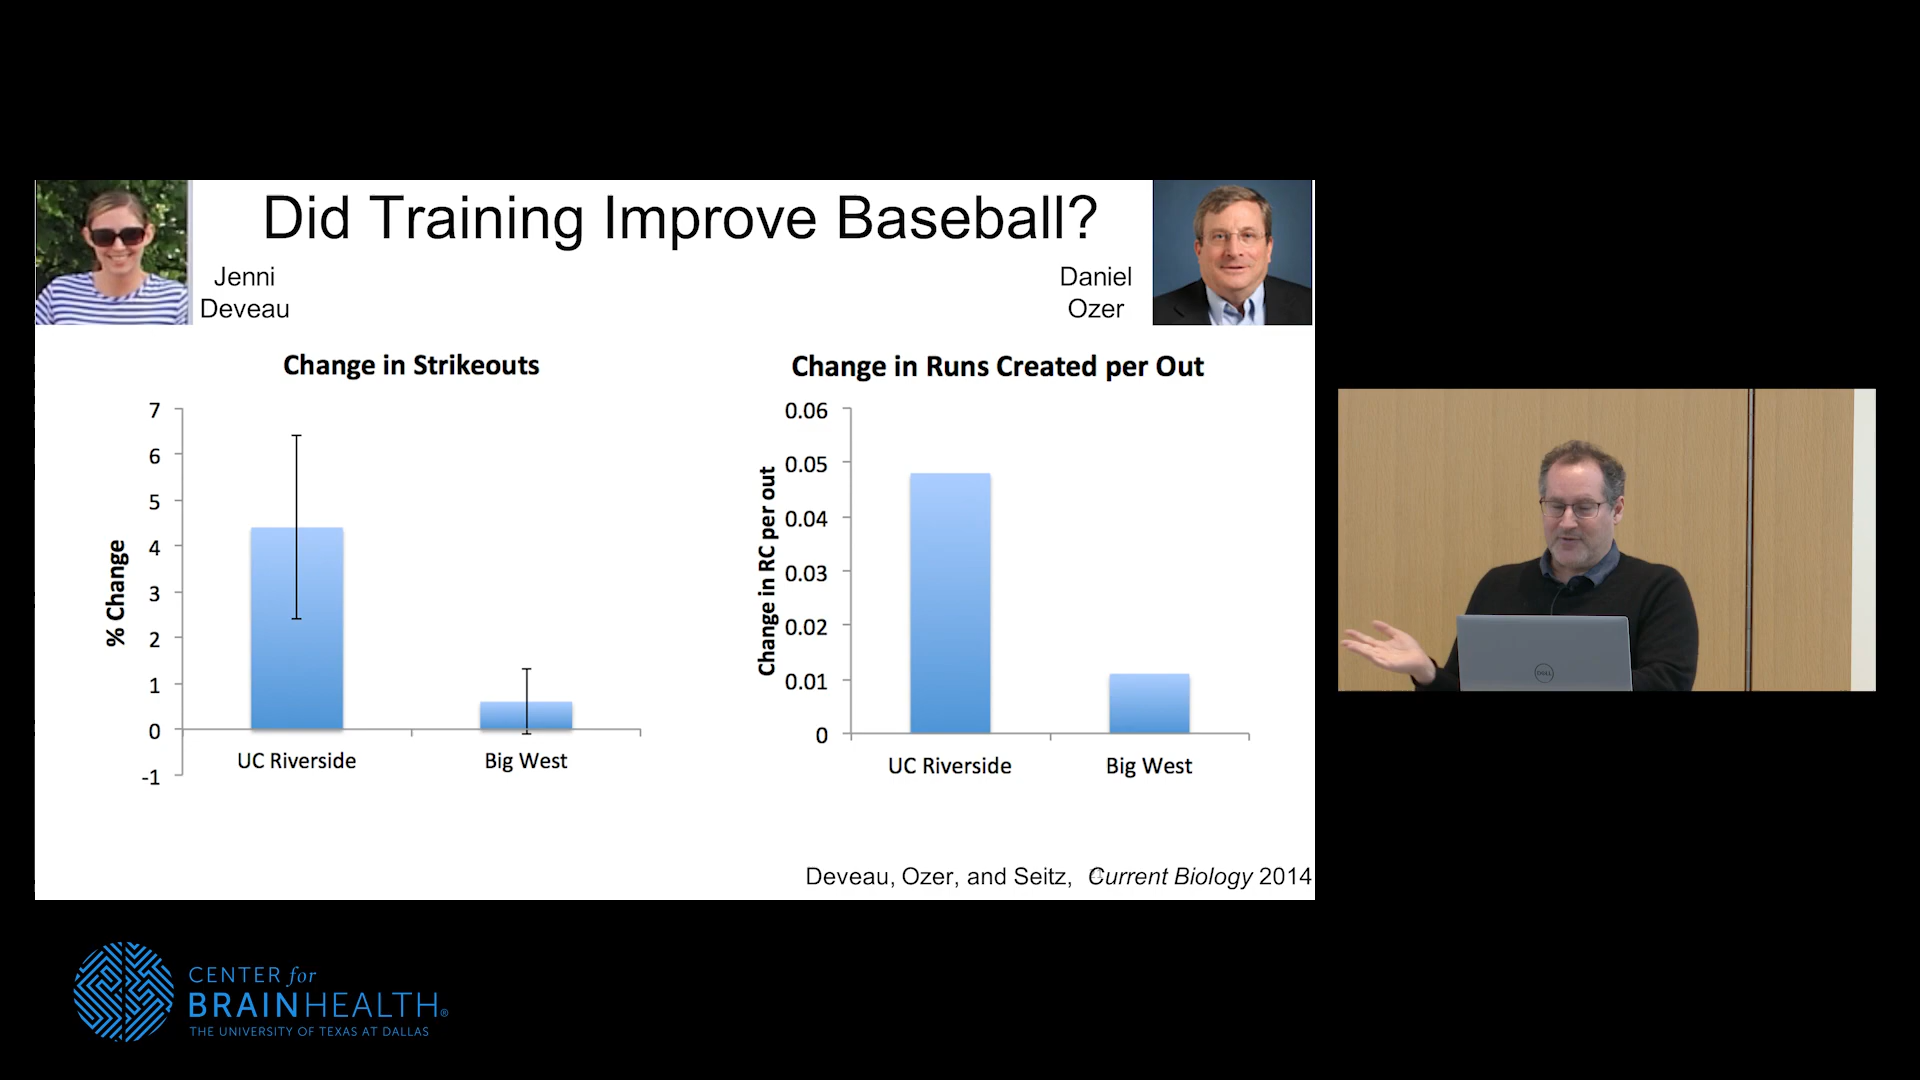 Did Training Improve Baseball?
Jenni
Deveau
Daniel
Ozer
Change in Strikeouts
% Change
7
6
5
4
3
2
1
0
-1
UC Riverside
Big West
Change in Runs Created per Out
Change in RC per out
0.06
0.05
0.04
0.03
0.02
0.01
0
UC Riverside
Big West
Deveau, Ozer, and Seitz, Current Biology 2014
DELL
CENTER for
BRAINHEALTH®
THE UNIVERSITY OF TEXAS AT DALLAS